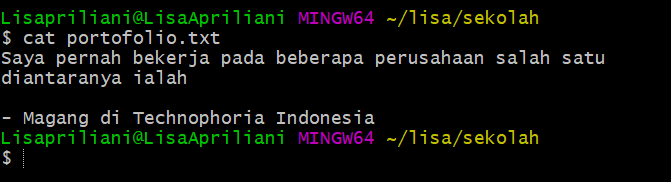 Lisapriliani@LisaApriliani MINGW64 ~/lisa/sekolah
$ cat portofolio.txt
Saya pernah bekerja pada beberapa perusahaan salah satu
diantaranya ialah
- Magang di Technophoria Indonesia
Lisapriliani@LisaApriliani MINGW64 ~/lisa/sekolah
$